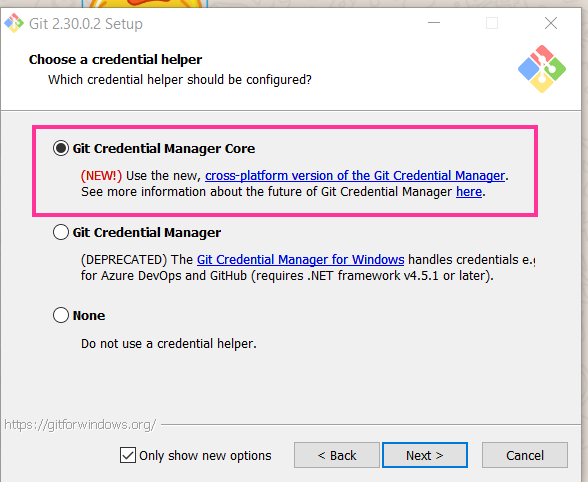 Git 2.30.0.2 Setup
Choose a credential helper
Which credential helper should be configured?
Git Credential Manager Core
(NEW!) Use the new, cross-platform version of the Git Credential Manager.
See more information about the future of Git Credential Manager here.
Git Credential Manager
(DEPRECATED) The Git Credential Manager for Windows handles credentials e.g
for Azure DevOps and GitHub (requires .NET framework v4.5.1 or later).
None
Do not use a credential helper.
https://gitforwindows.org/
Only show new options
< Back
Next >
Cancel